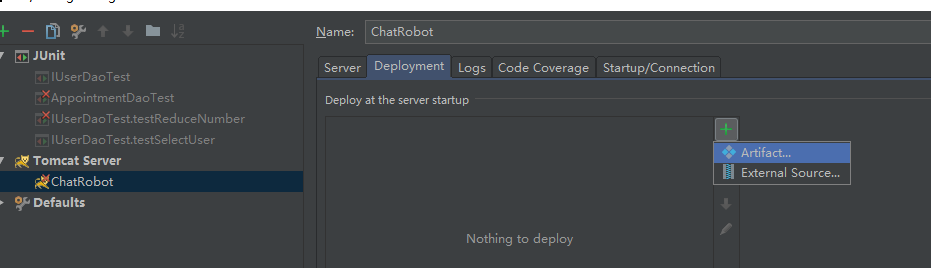 Name: ChatRobot
JUnit
IUserDaoTest
AppointmentDaoTest
IUserDaoTest.testReduceNumber
IUserDaoTest.testSelectUser
Tomcat Server
ChatRobot
Defaults
Server Deployment Logs Code Coverage Startup/Connection
Deploy at the server startup
Artifact...
External Source...
Nothing to deploy